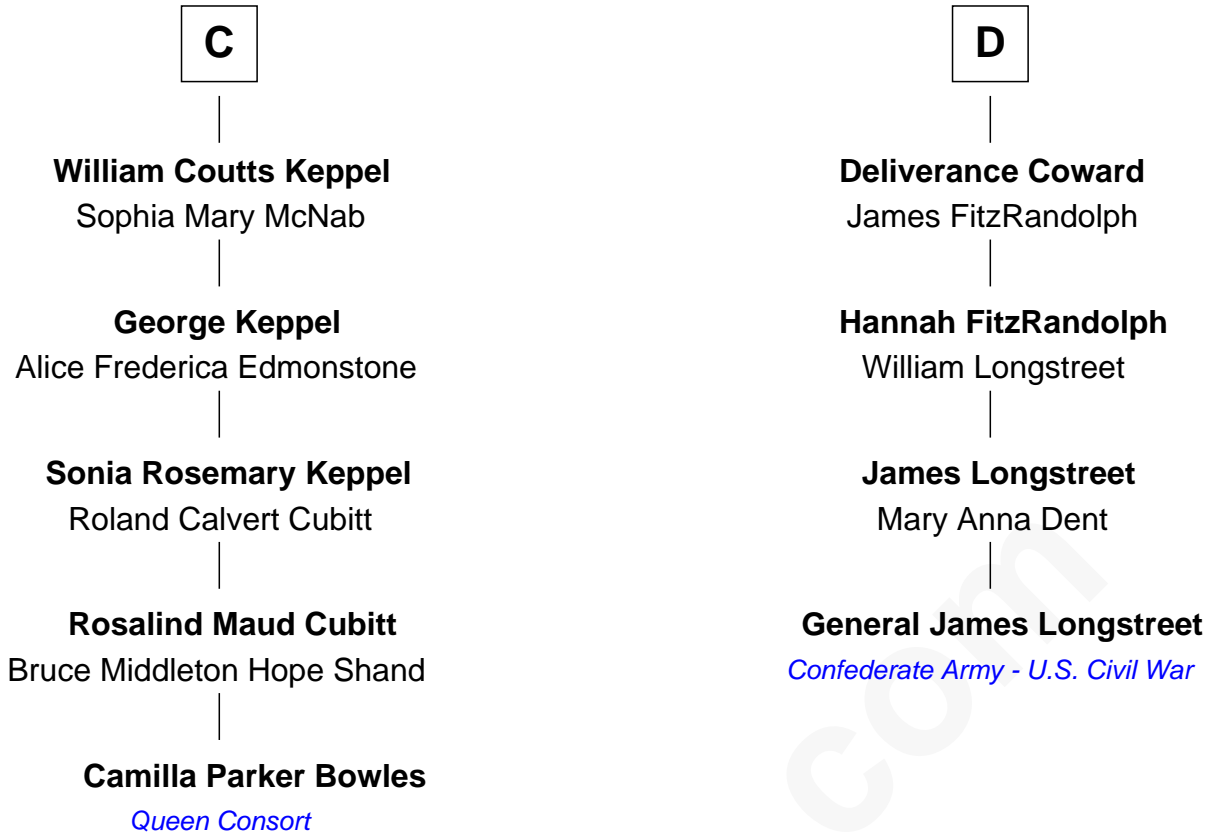 C
William Coutts Keppel
Sophia Mary McNab
George Keppel
Alice Frederica Edmonstone
Sonia Rosemary Keppel
Roland Calvert Cubitt
Rosalind Maud Cubitt
Bruce Middleton Hope Shand
Camilla Parker Bowles
Queen Consort
D
Deliverance Coward
James FitzRandolph
Hannah FitzRandolph
William Longstreet
James Longstreet
Mary Anna Dent
General James Longstreet
Confederate Army - U.S. Civil War
com